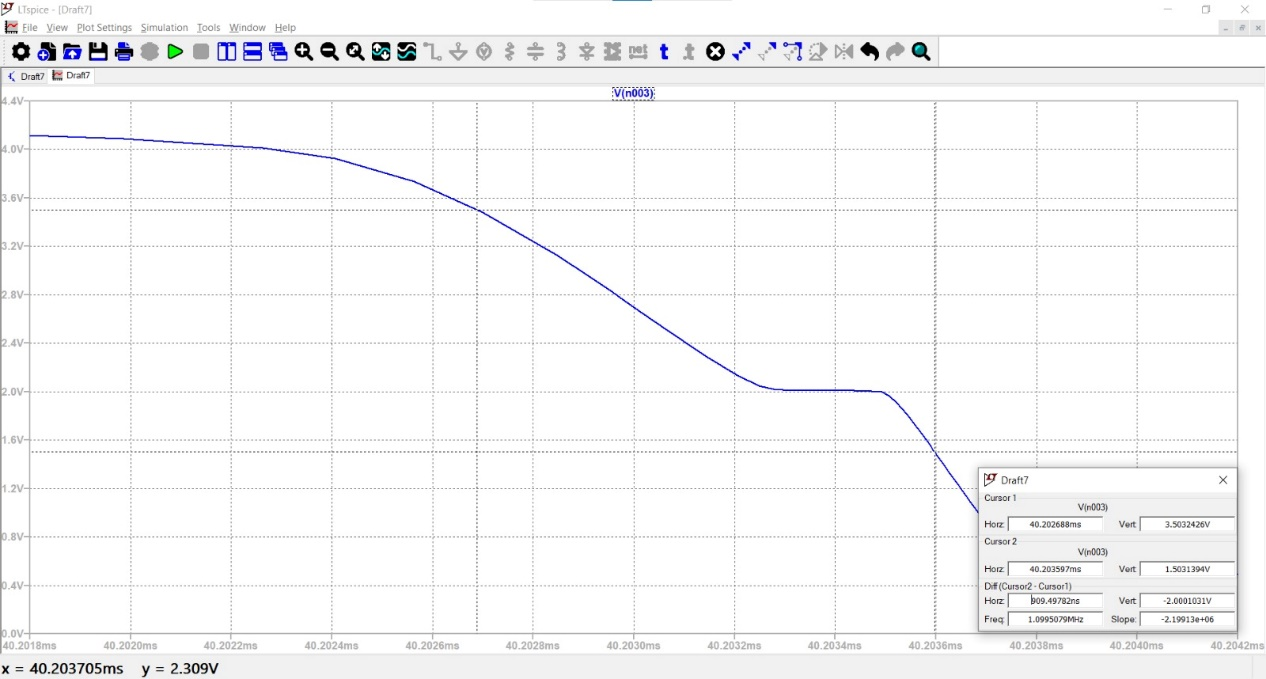 LTspice - [Draft7]
File View Plot Settings Simulation Tools Window Help
net t t
Draft7 Draft7
V(n003)
4.4V
4.0V
3.6V
3.2V
2.8V
2.4V
2.0V
1.6V
1.2V
0.8V
0.4V
0.0V
40.2018ms 40.2020ms 40.2022ms 40.2024ms 40.2026ms 40.2028ms 40.2030ms 40.2032ms 40.2034ms 40.2036ms 40.2038ms 40.2040ms 40.2042ms
Draft7
Cursor 1
V(n003)
Horz: 40.202688ms Vert: 3.5032426V
Cursor 2
V(n003)
Horz: 40.203597ms Vert: 1.5031394V
Diff (Cursor2 - Cursor1)
Horz: 909.49782ns Vert: -2.0001031V
Freq: 1.0995079MHz Slope: -2.19913e+06
x = 40.203705ms y = 2.309V